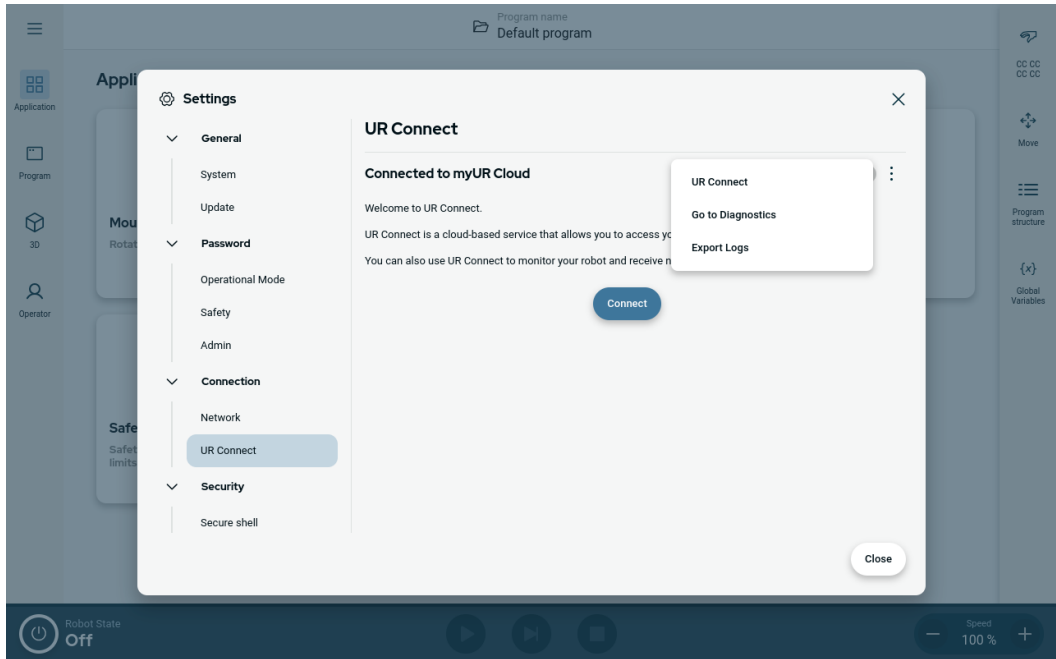 Program name
Default program
Application
Program
3D
Operator
Appli
Mou
Rotat
Safe
Safet
limits
Settings
General
System
Update
Password
Operational Mode
Safety
Admin
Connection
Network
UR Connect
Security
Secure shell
UR Connect
Connected to myUR Cloud
Welcome to UR Connect.
UR Connect is a cloud-based service that allows you to access yo
You can also use UR Connect to monitor your robot and receive n
Connect
UR Connect
Go to Diagnostics
Export Logs
Close
CC CC
CC CC
Move
Program
structure
{x}
Global
Variables
Robot State
Off
Speed
100 %